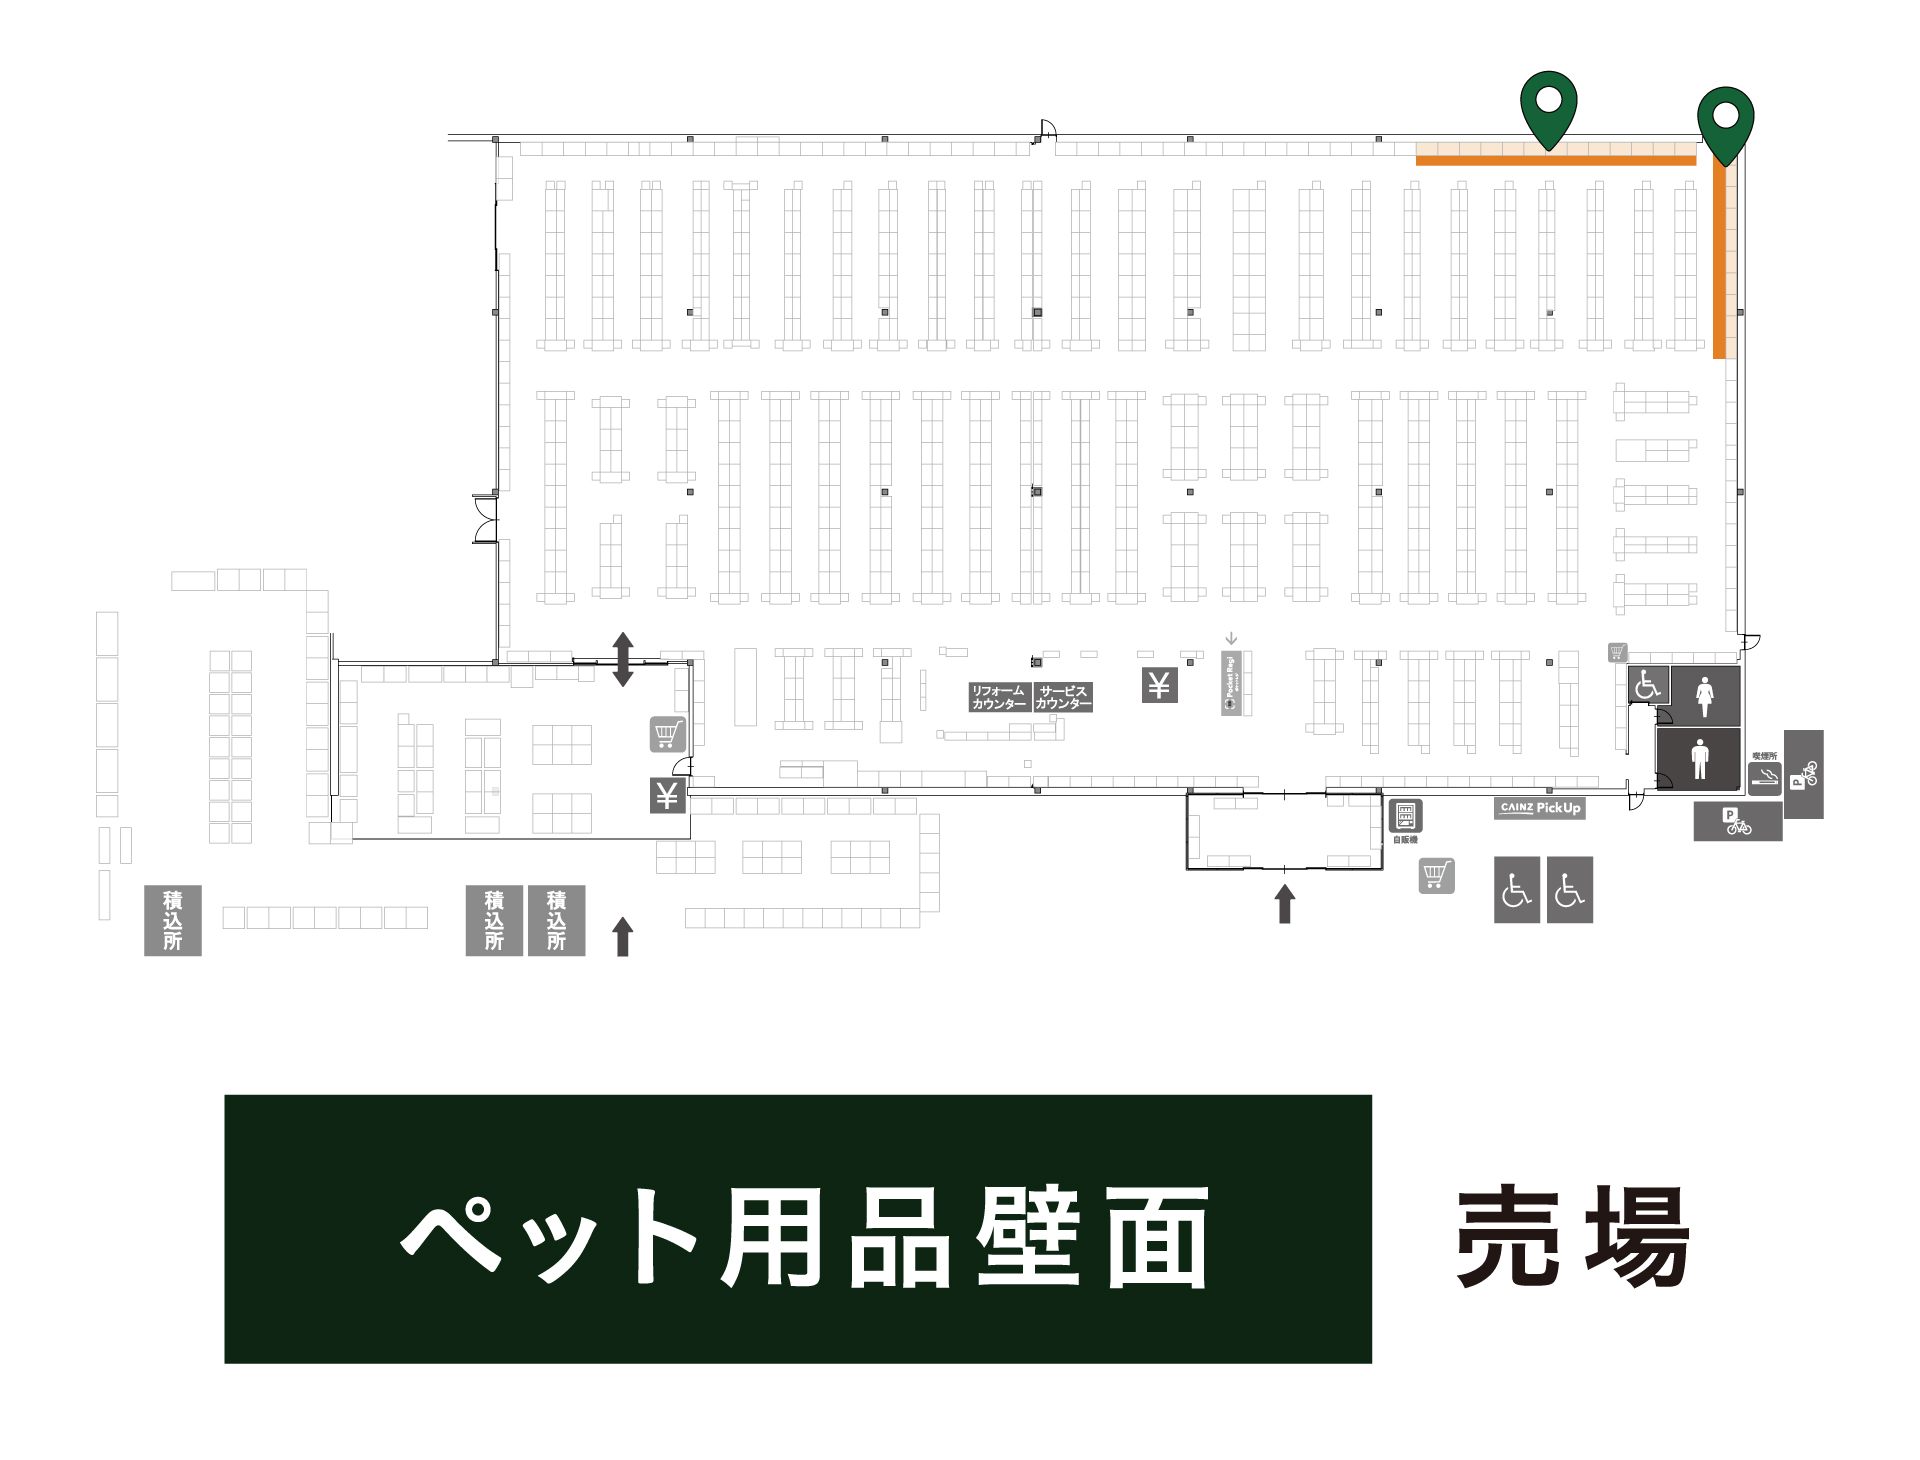 リフォーム
カウンター
サービス
カウンター
¥
Pocket Regi
¥
喫煙所
P
P
CAINZ PickUp
自販機
積込所
積込所
積込所
ペット用品壁面
売場